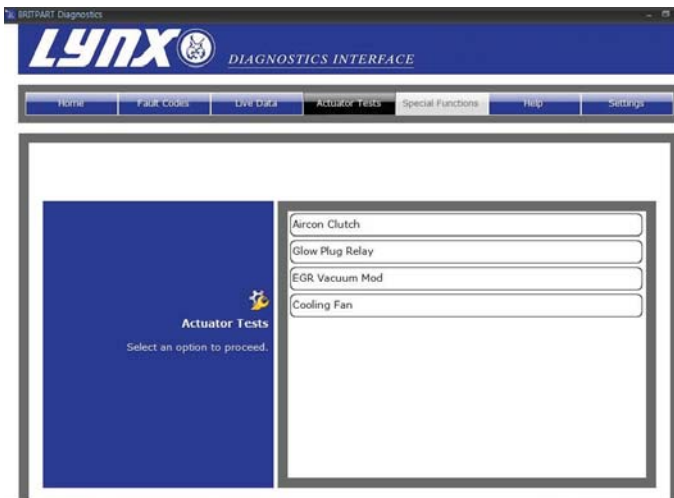 BRITPART Diagnostics
LYNX® DIAGNOSTICS INTERFACE
Home Fault Codes Live Data Actuator Tests Special Functions Help Settings
Aircon Clutch
Glow Plug Relay
EGR Vacuum Mod
Cooling Fan
Actuator Tests
Select an option to proceed.